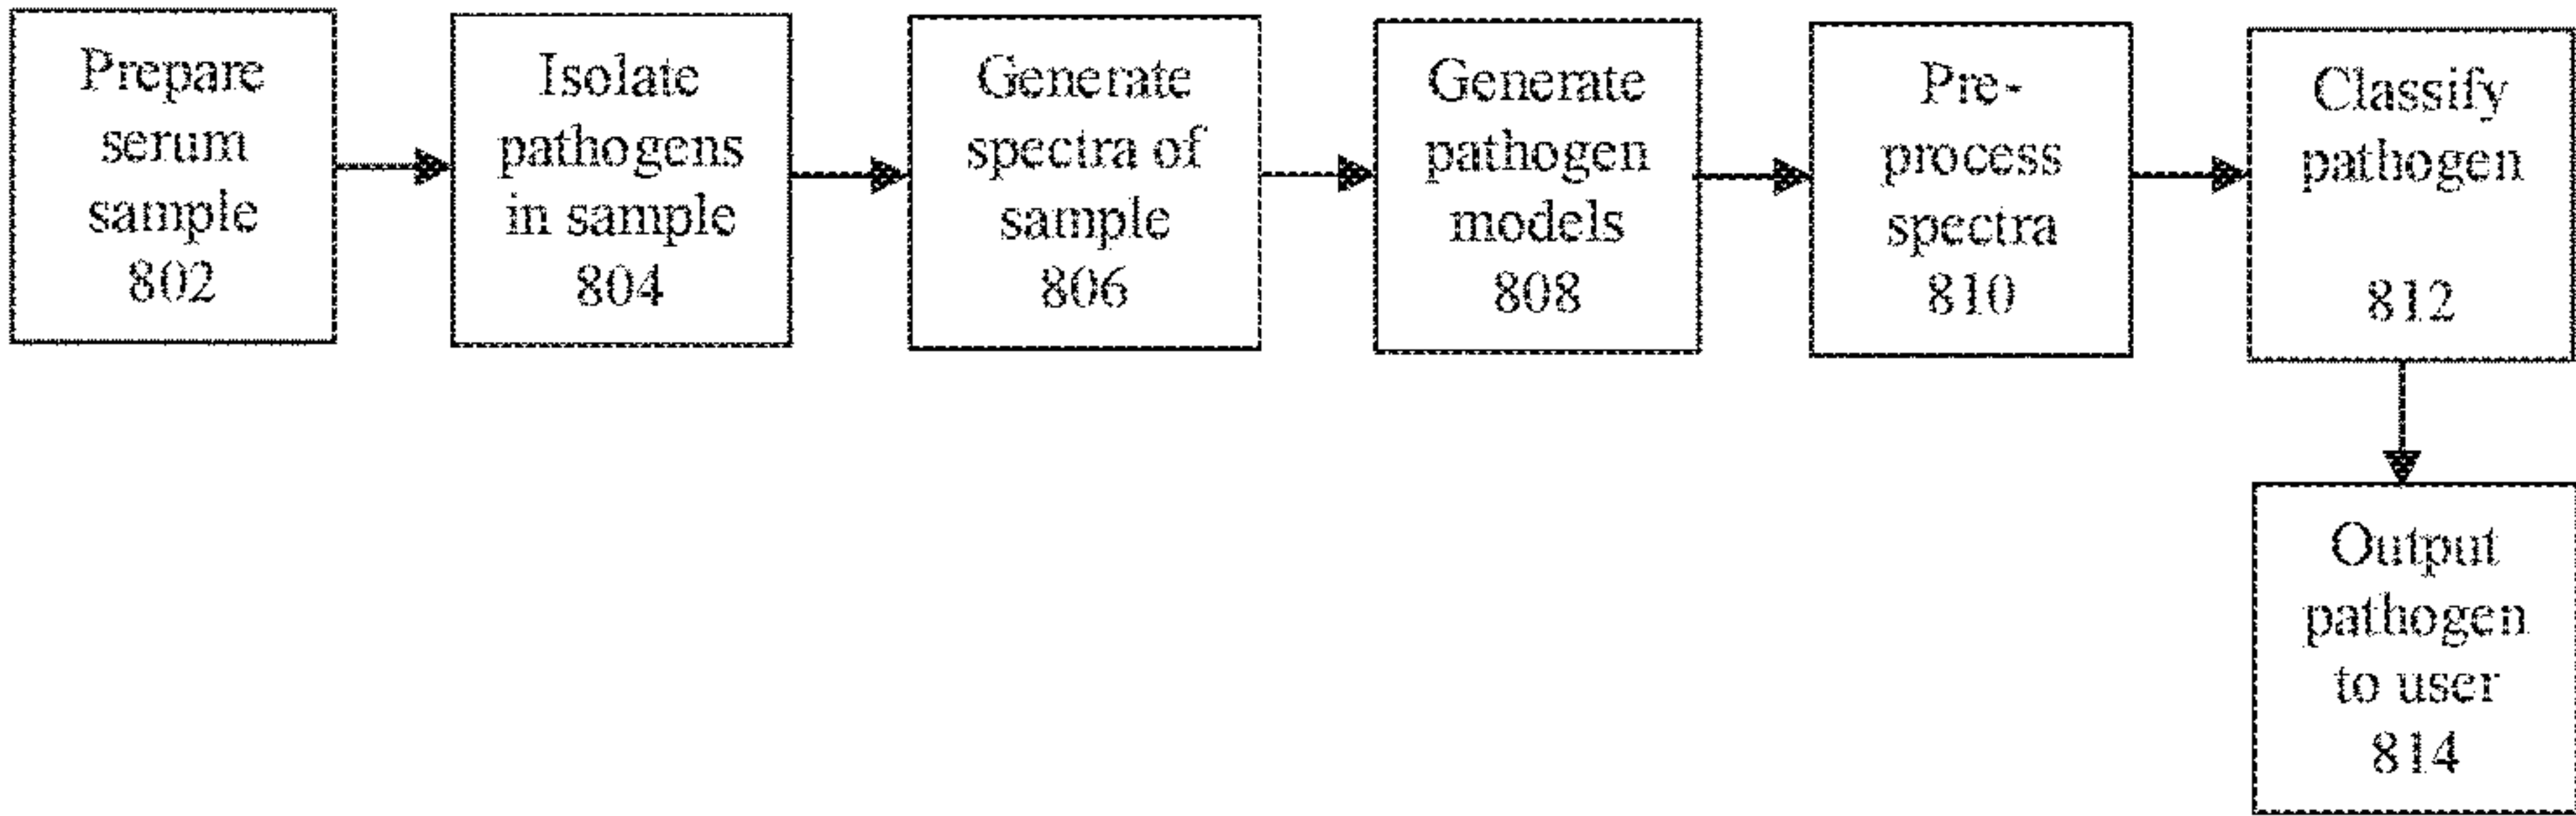 Prepare
serum
sample
802
Isolate
pathogens
in sample
804
Generate
spectra of
sample
806
Generate
pathogen
models
808
Pre-
process
spectra
810
Classify
pathogen
812
Output
pathogen
to user
814